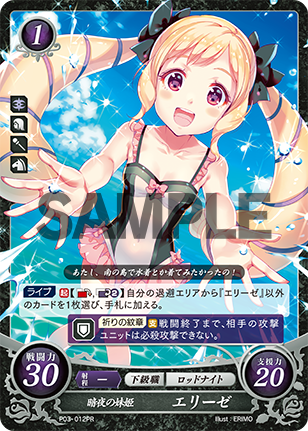 1
SAMPLE
あたし、南の島で水着とか着てみたかったの!
ライブ 起 自分の退避エリアから『エリーゼ』以外
のカードを1枚選び、手札に加える。
祈りの紋章 支 戦闘終了まで、相手の攻撃
ユニットは必殺攻撃できない。
戦闘力
30
射程 一 下級職 ロッドナイト
支援力
20
暗夜の妹姫 エリーゼ
P03-012PR
Illust:ERIMO